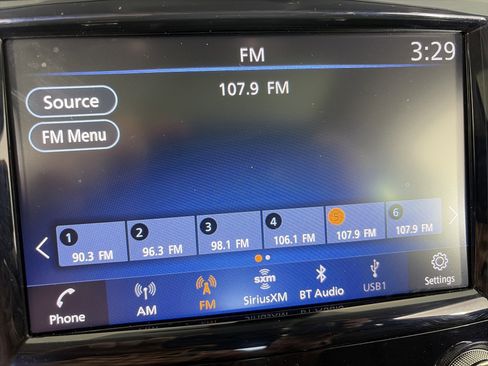 FM 3:29
Source 107.9 FM
FM Menu
1 2 3 4 5 6
90.3 FM 96.3 FM 98.1 FM 106.1 FM 107.9 FM 107.9 FM
Phone AM FM sxm SiriusXM BT Audio USB1 Settings